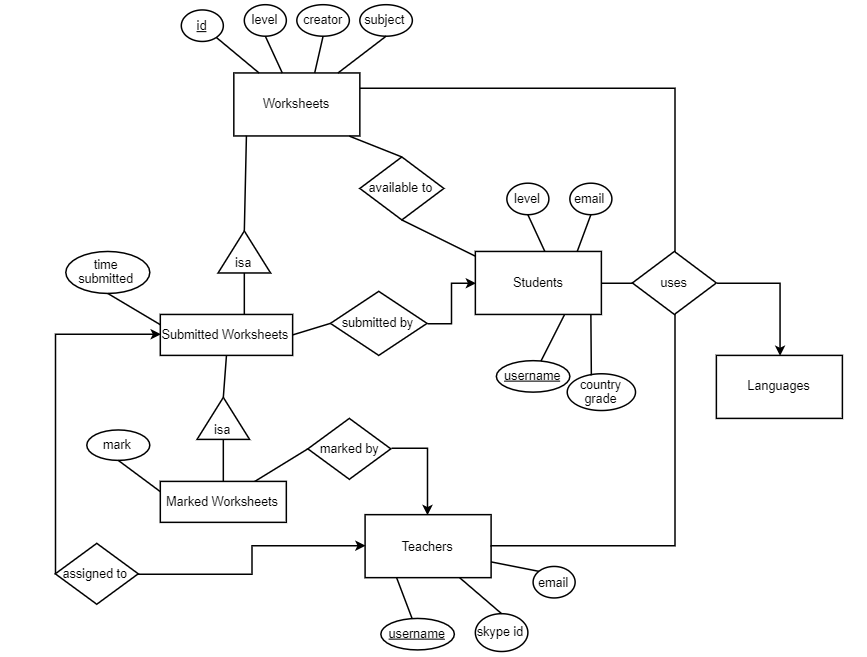 id
level
creator
subject
Worksheets
available to
level
email
isa
time
submitted
Students
uses
submitted by
Submitted Worksheets
username
country
grade
Languages
isa
mark
marked by
Marked Worksheets
Teachers
assigned to
email
username
skype id